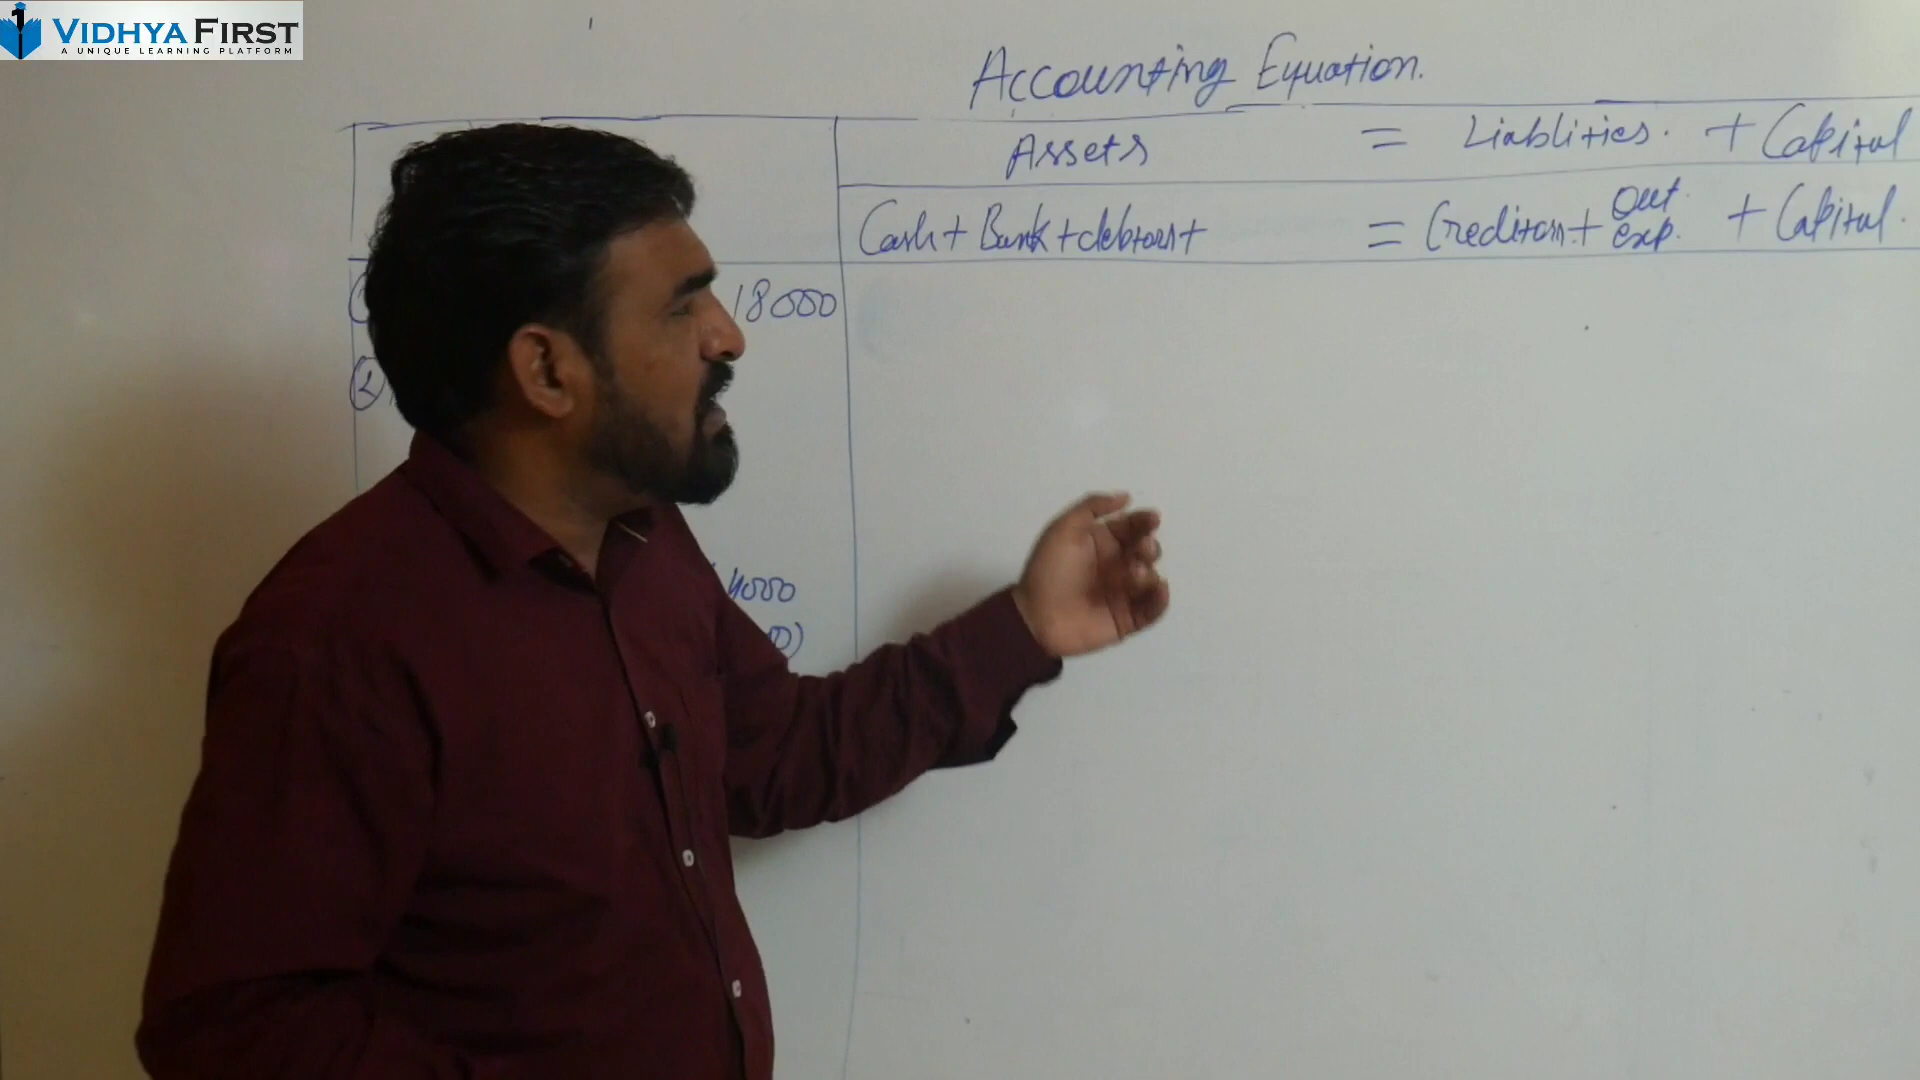 VIDHYA FIRST
A UNIQUE LEARNING PLATFORM
Accounting Equation.
Assets = Liablities. + Capital
Cash + Bank + debtors + = Creditors. + Out. exp. + Capital.
18000
2
4000